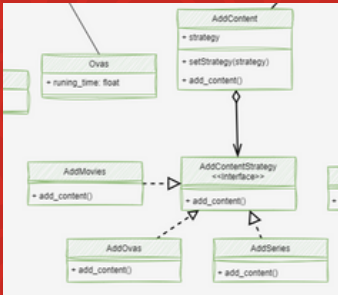 AddContent
+ strategy
+ setStrategy(strategy)
+ add_content()
Ovas
+ runing_time: float
AddMovies
+ add_content()
AddContentStrategy
<<Interface>>
+ add_content()
AddOvas
+ add_content()
AddSeries
+ add_content()